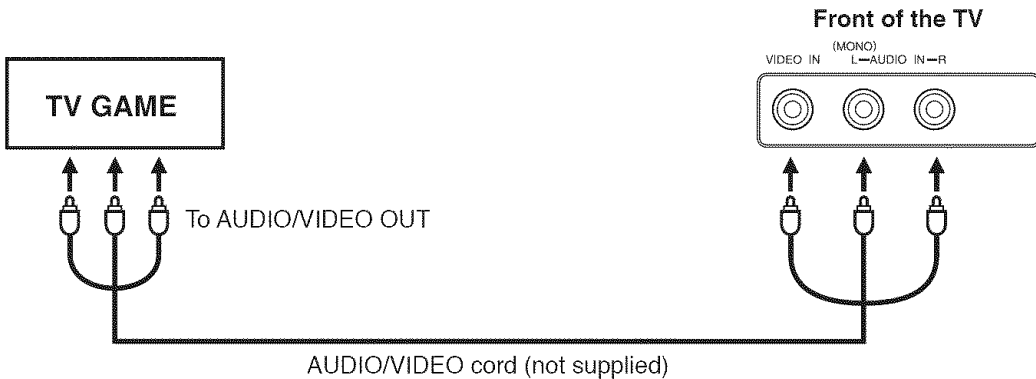 Front of the TV
(MONO)
VIDEO IN L–AUDIO IN–R
TV GAME
To AUDIO/VIDEO OUT
AUDIO/VIDEO cord (not supplied)